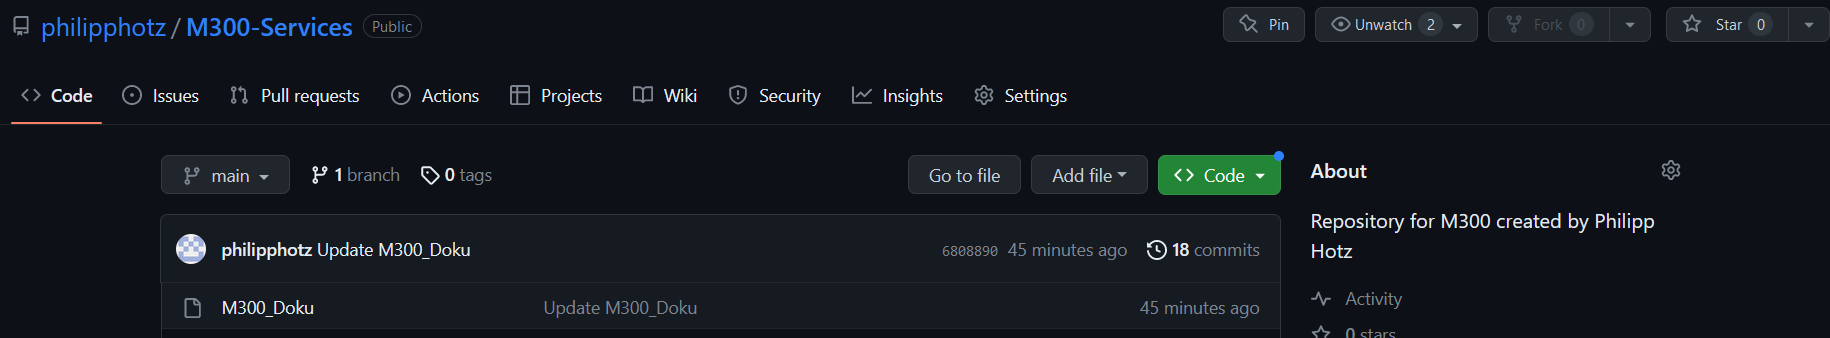 philipphotz / M300-Services Public
Pin
Unwatch 2
Fork 0
Star 0
Code Issues Pull requests Actions Projects Wiki Security Insights Settings
main 1 branch 0 tags Go to file Add file Code
philipphotz Update M300_Doku 6808890 45 minutes ago 18 commits
M300_Doku Update M300_Doku 45 minutes ago
About
Repository for M300 created by Philipp
Hotz
Activity
0 stars